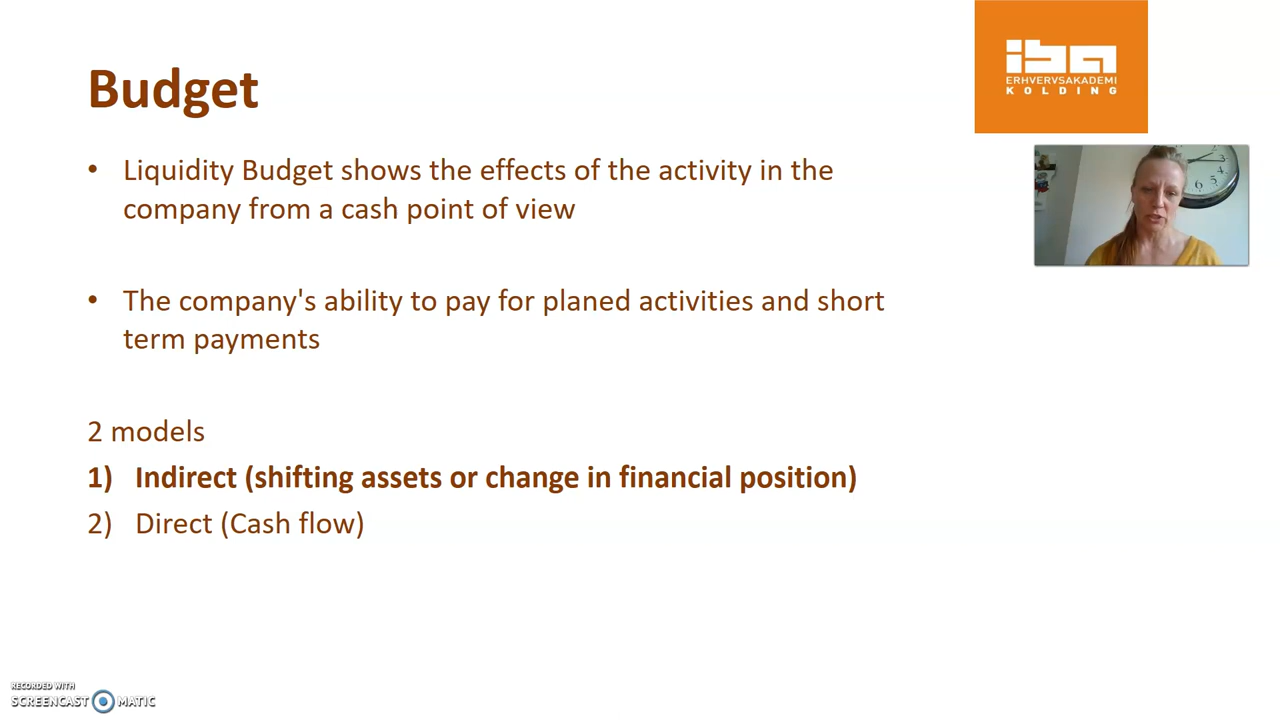 Budget
iba
ERHVERVSAKADEMI
KOLDING
• Liquidity Budget shows the effects of the activity in the
company from a cash point of view
• The company's ability to pay for planed activities and short
term payments
2 models
1) Indirect (shifting assets or change in financial position)
2) Direct (Cash flow)
RECORDED WITH
SCREENCAST MATIC